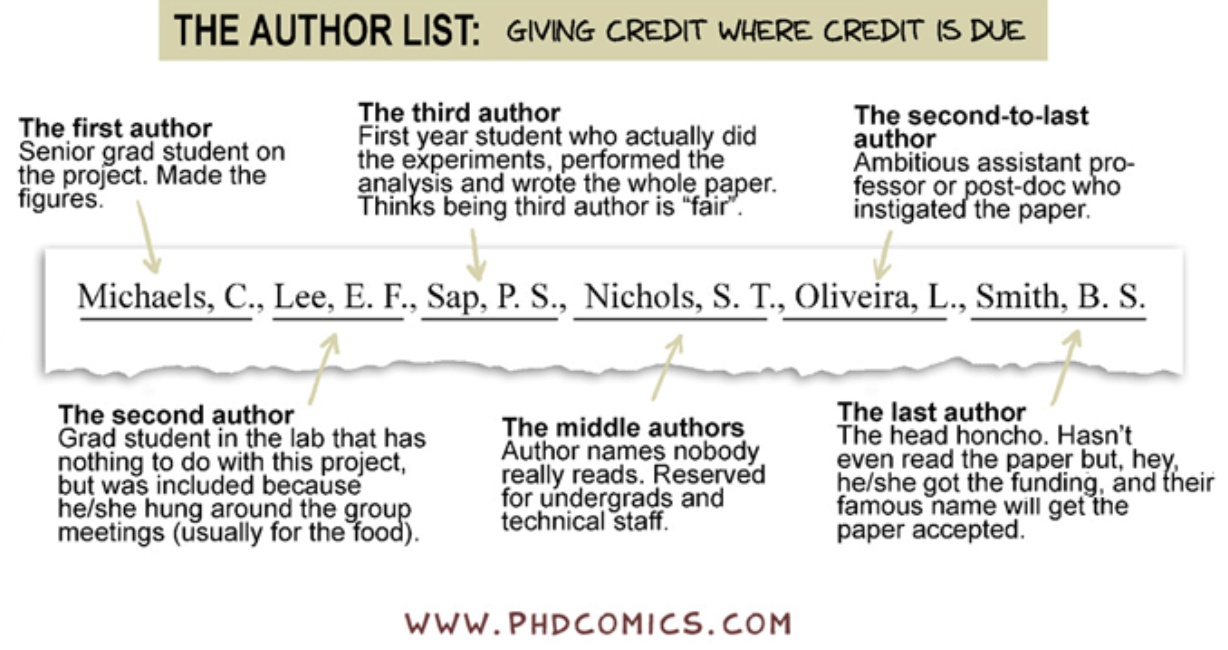 THE AUTHOR LIST: GIVING CREDIT WHERE CREDIT IS DUE
The first author
Senior grad student on
the project. Made the
figures.
The third author
First year student who actually did
the experiments, performed the
analysis and wrote the whole paper.
Thinks being third author is “fair”.
The second-to-last
author
Ambitious assistant pro-
fessor or post-doc who
instigated the paper.
Michaels, C., Lee, E. F., Sap, P. S., Nichols, S. T., Oliveira, L., Smith, B. S.
The second author
Grad student in the lab that has
nothing to do with this project,
but was included because
he/she hung around the group
meetings (usually for the food).
The middle authors
Author names nobody
really reads. Reserved
for undergrads and
technical staff.
The last author
The head honcho. Hasn’t
even read the paper but, hey,
he/she got the funding, and their
famous name will get the
paper accepted.
WWW.PHDCOMICS.COM